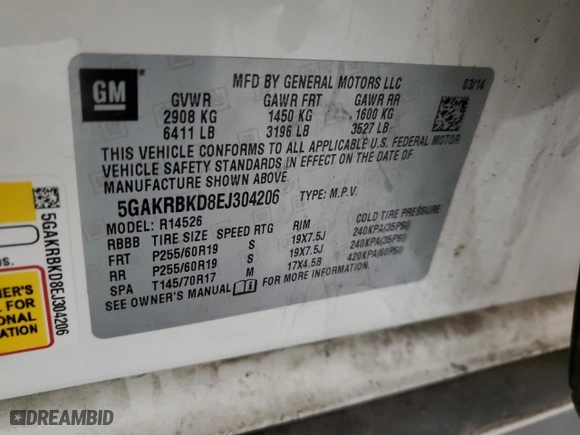 GM
MFD BY GENERAL MOTORS LLC
03/14
GVWR GAWR FRT GAWR RR
2908 KG 1450 KG 1600 KG
6411 LB 3196 LB 3527 LB
THIS VEHICLE CONFORMS TO ALL APPLICABLE U.S. FEDERAL MOTOR
VEHICLE SAFETY STANDARDS IN EFFECT ON THE DATE OF
MANUFACTURE SHOWN ABOVE.
5GAKRBKD8EJ304206 TYPE: M.P.V.
MODEL: R14526
RBBB TIRE SIZE SPEED RTG RIM COLD TIRE PRESSURE
FRT P255/60R19 S 19X7.5J 240KPA(35PSI)
RR P255/60R19 S 19X7.5J 240KPA(35PSI)
SPA T145/70R17 M 17X4.5B 420KPA(60PSI)
SEE OWNER'S MANUAL FOR MORE INFORMATION
5GAKRBKD8EJ304206
ns.
WNER'S
L FOR
ONAL
ATION
DREAMBID